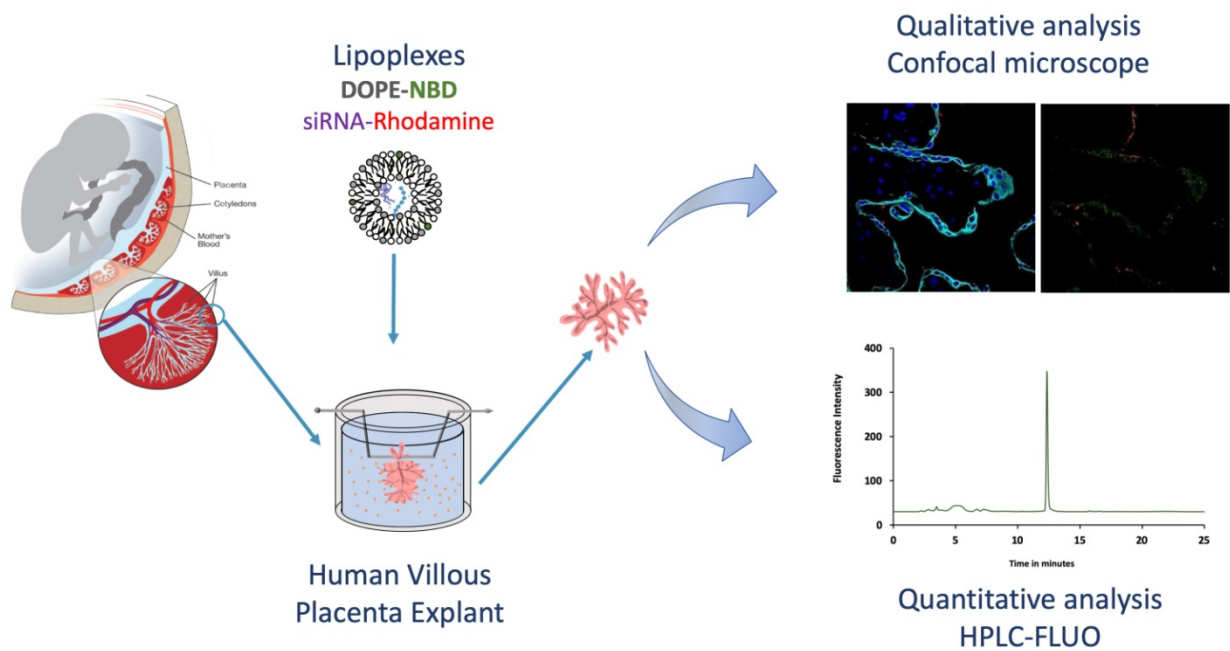 Lipoplexes
DOPE-NBD
siRNA-Rhodamine
Placenta
Cotyledons
Mother's
Blood
Villus
Human Villous
Placenta Explant
Qualitative analysis
Confocal microscope
400
300
200
100
0
Fluorescence Intensity
0 5 10 15 20 25
Time in minutes
Quantitative analysis
HPLC-FLUO